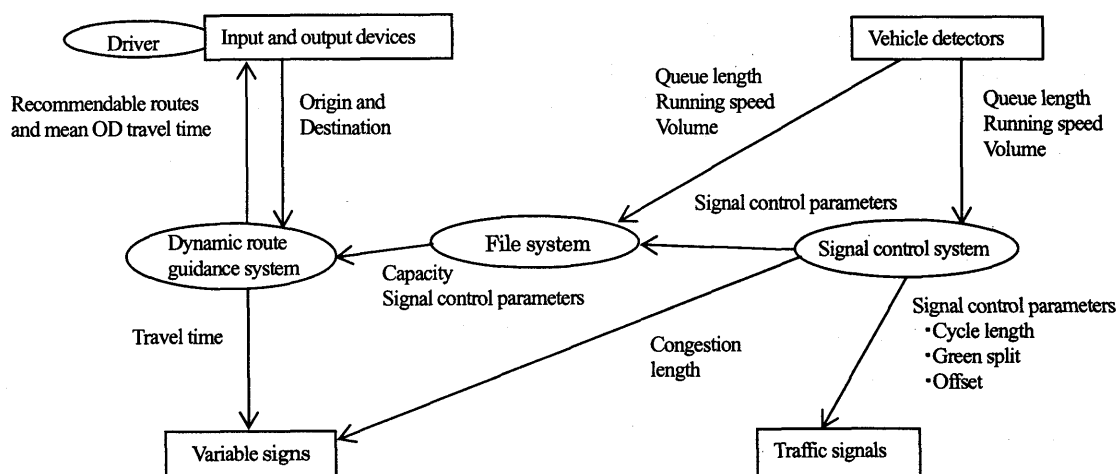 Driver
Input and output devices
Vehicle detectors
Recommendable routes
and mean OD travel time
Origin and
Destination
Queue length
Running speed
Volume
Queue length
Running speed
Volume
Signal control parameters
Dynamic route
guidance system
File system
Signal control system
Capacity
Signal control parameters
Travel time
Congestion
length
Signal control parameters
・Cycle length
・Green split
・Offset
Variable signs
Traffic signals